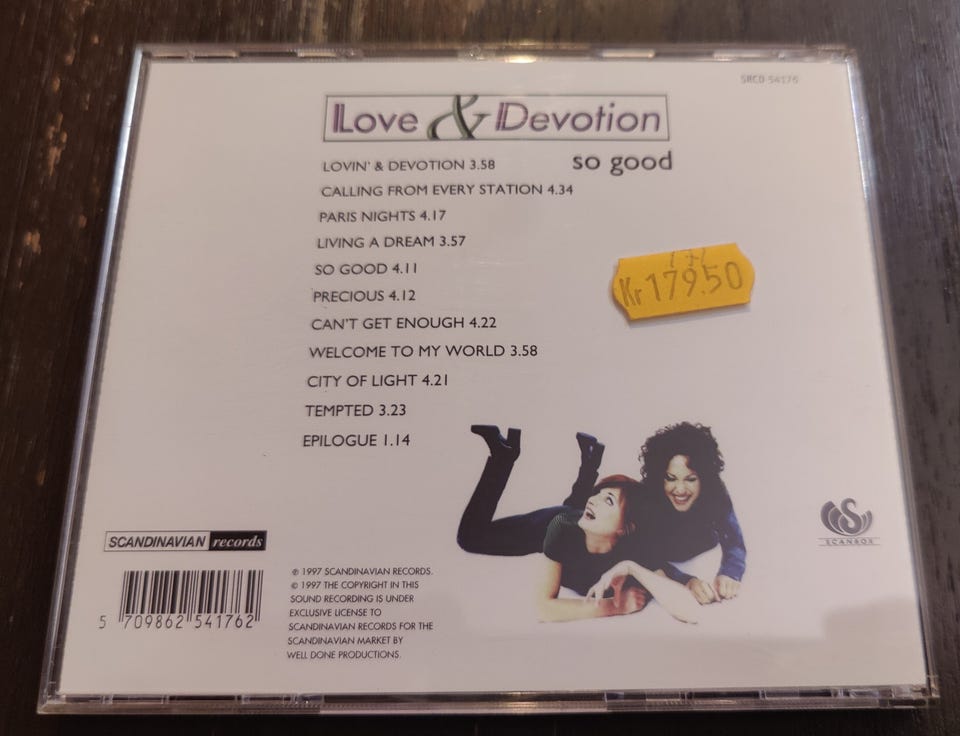 SRCD 54176
Love & Devotion
so good
LOVIN' & DEVOTION 3.58
CALLING FROM EVERY STATION 4.34
PARIS NIGHTS 4.17
LIVING A DREAM 3.57
SO GOOD 4.11
PRECIOUS 4.12
CAN'T GET ENOUGH 4.22
WELCOME TO MY WORLD 3.58
CITY OF LIGHT 4.21
TEMPTED 3.23
EPILOGUE 1.14
Kr 179.50
SCANDINAVIAN records
SCANBOX
5 709862 541762
℗ 1997 SCANDINAVIAN RECORDS.
© 1997 THE COPYRIGHT IN THIS
SOUND RECORDING IS UNDER
EXCLUSIVE LICENSE TO
SCANDINAVIAN RECORDS FOR THE
SCANDINAVIAN MARKET BY
WELL DONE PRODUCTIONS.